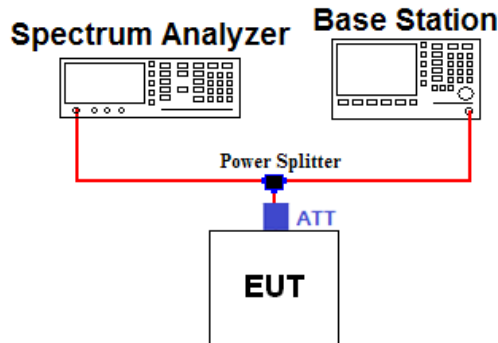 Spectrum Analyzer
Base Station
Power Splitter
ATT
EUT